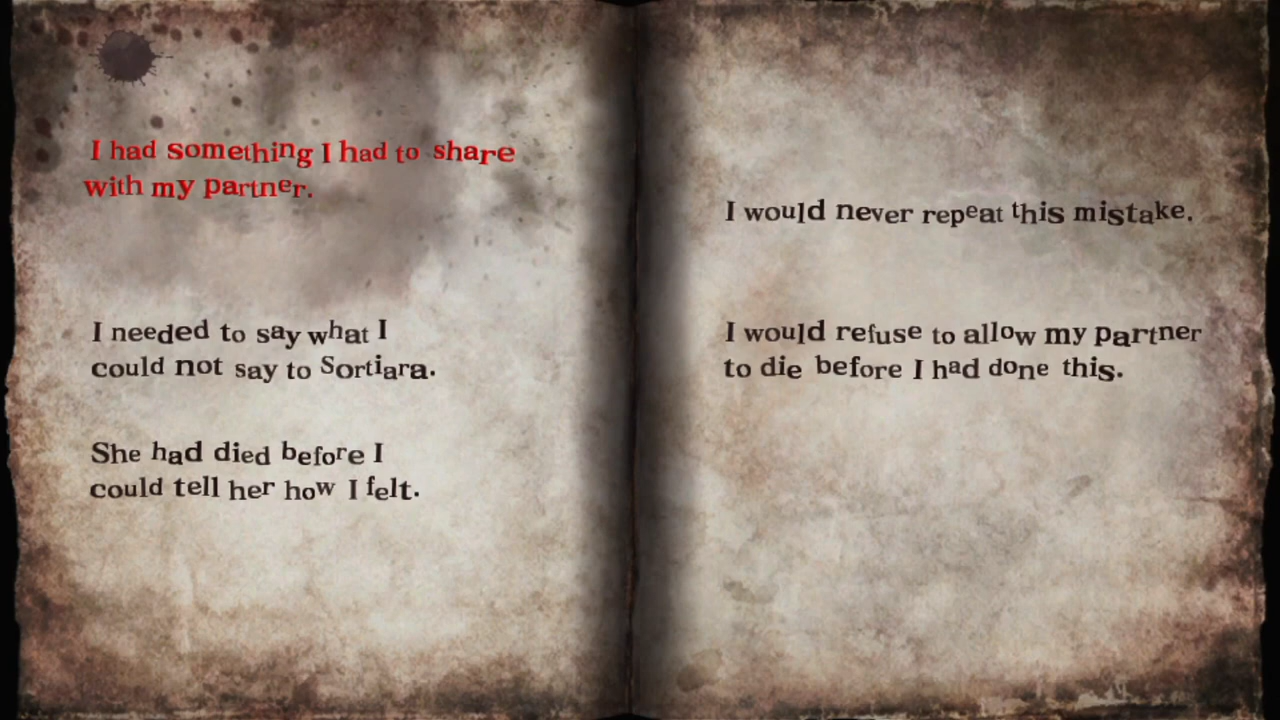 I had something I had to share
with my partner.
I needed to say what I
could not say to Sortiara.
She had died before I
could tell her how I felt.
I would never repeat this mistake.
I would refuse to allow my partner
to die before I had done this.